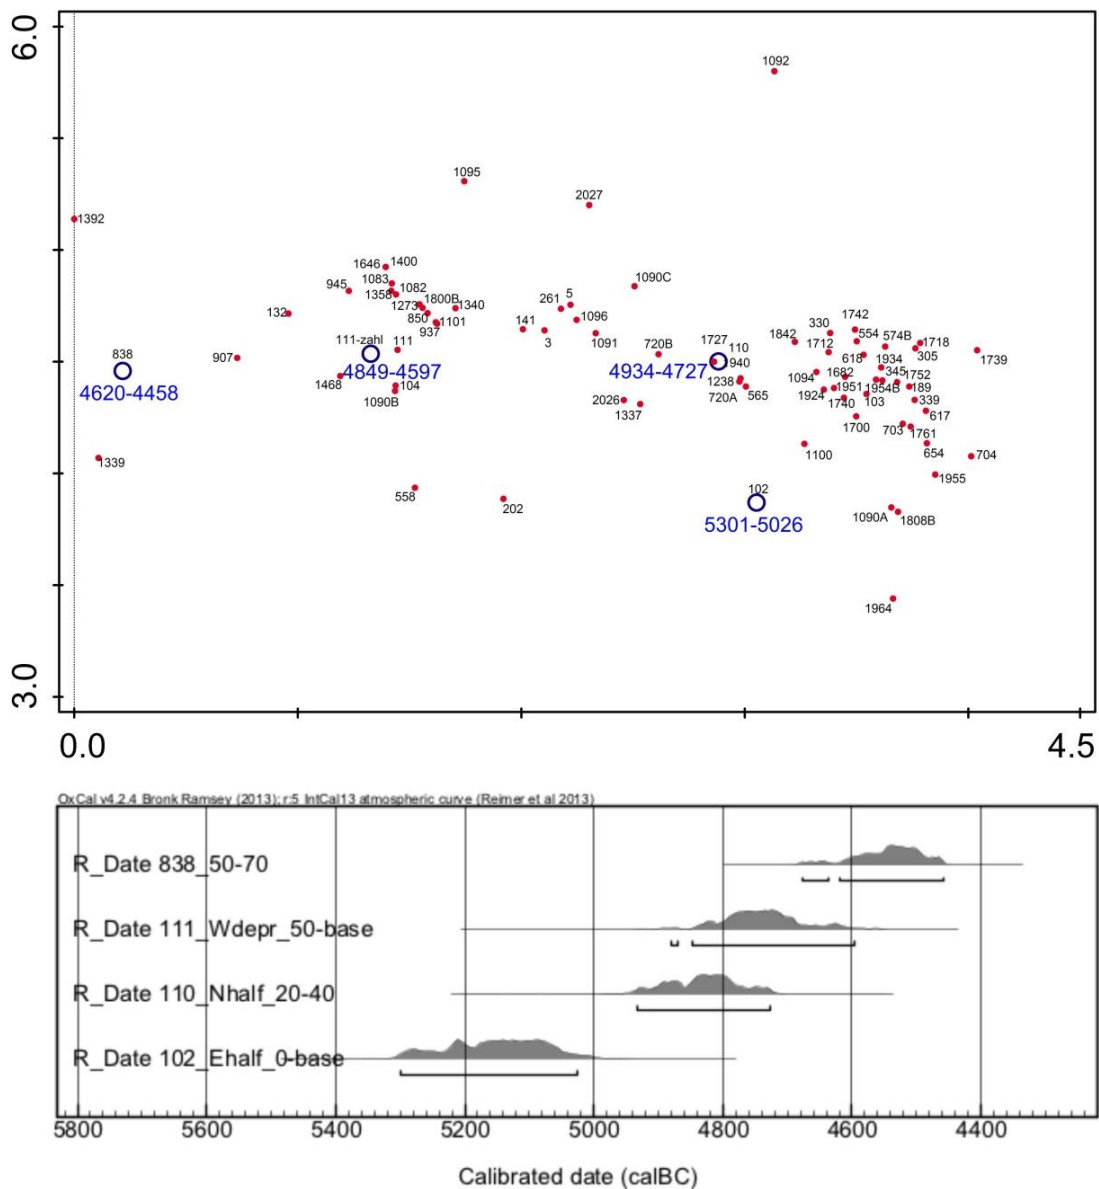 6.0
1092
1095
2027
1392
1646 1400
1083
945 1358 1082
1090C
1273 1800B
850 1340
937 1101
132
261 5
141 1096
3 1091
1842 330 1742
554 574B
1712 618 1934 305 1718
1739
838
907
111-zahl 111
720B
1727 110
1940
4620-4458
4849-4597
4934-4727
1468 104
1090B
1238
720A 565
1094 1682 345 1752
1924 1951 1954B 189
1740 103 339
2026
1337
617
1700 703 1761
1339
1100
654 704
558
202
102
1955
5301-5026
1090A 1808B
1964
3.0
0.0
4.5
OxCal v4.2.4 Bronk Ramsey (2013); r:5 IntCal13 atmospheric curve (Reimer et al 2013)
R_Date 838_50-70
R_Date 111_Wdepr_50-base
R_Date 110_Nhalf_20-40
R_Date 102_Ehalf_0-base
5800 5600 5400 5200 5000 4800 4600 4400
Calibrated date (calBC)